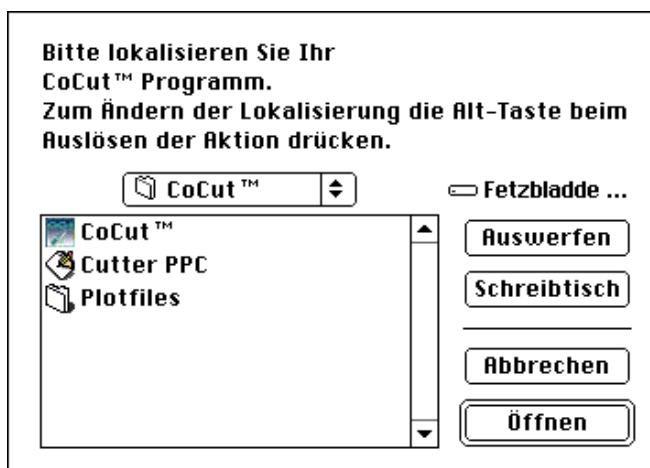 Bitte lokalisieren Sie Ihr
CoCut™ Programm.
Zum Ändern der Lokalisierung die Alt-Taste beim
Auslösen der Aktion drücken.
CoCut™
Fetzbladde ...
CoCut™
Cutter PPC
Plotfiles
Auswerfen
Schreibtisch
Abbrechen
Öffnen